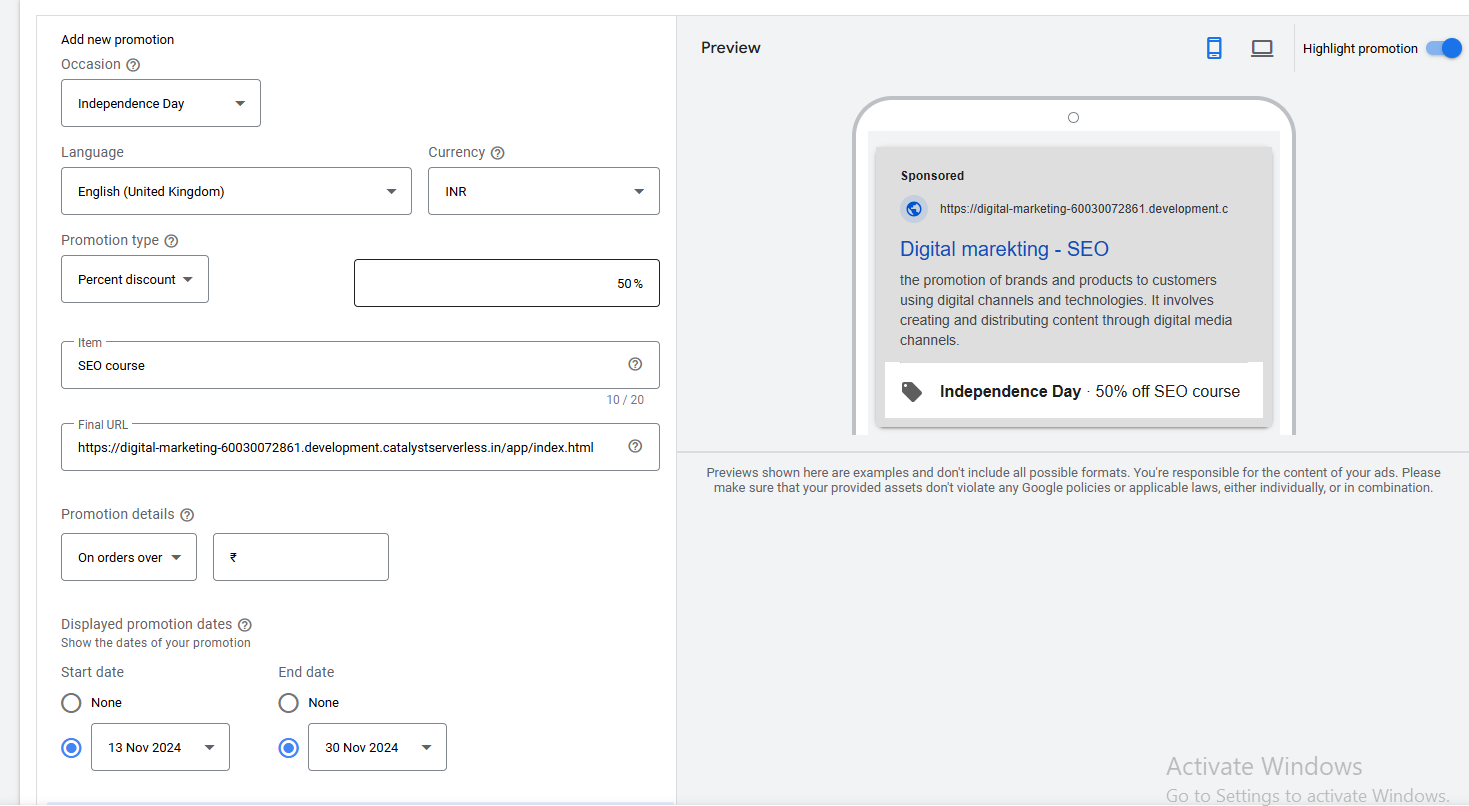 Add new promotion
Occasion
Independence Day
Language
Currency
English (United Kingdom)
INR
Promotion type
Percent discount
50 %
Item
SEO course
10 / 20
Final URL
https://digital-marketing-60030072861.development.catalystserverless.in/app/index.html
Promotion details
On orders over
₹
Displayed promotion dates
Show the dates of your promotion
Start date
End date
None
None
13 Nov 2024
30 Nov 2024
Preview
Highlight promotion
Sponsored
https://digital-marketing-60030072861.development.c
Digital marekting - SEO
the promotion of brands and products to customers
using digital channels and technologies. It involves
creating and distributing content through digital media
channels.
Independence Day · 50% off SEO course
Previews shown here are examples and don't include all possible formats. You're responsible for the content of your ads. Please
make sure that your provided assets don't violate any Google policies or applicable laws, either individually, or in combination.
Activate Windows
Go to Settings to activate Windows.